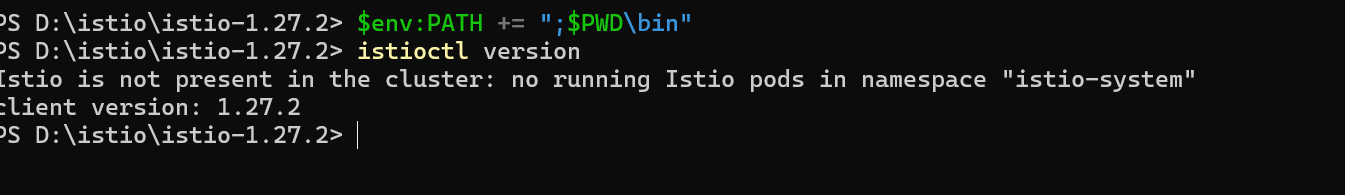 PS D:\istio\istio-1.27.2> $env:PATH += ";$PWD\bin"
PS D:\istio\istio-1.27.2> istioctl version
Istio is not present in the cluster: no running Istio pods in namespace "istio-system"
client version: 1.27.2
PS D:\istio\istio-1.27.2>